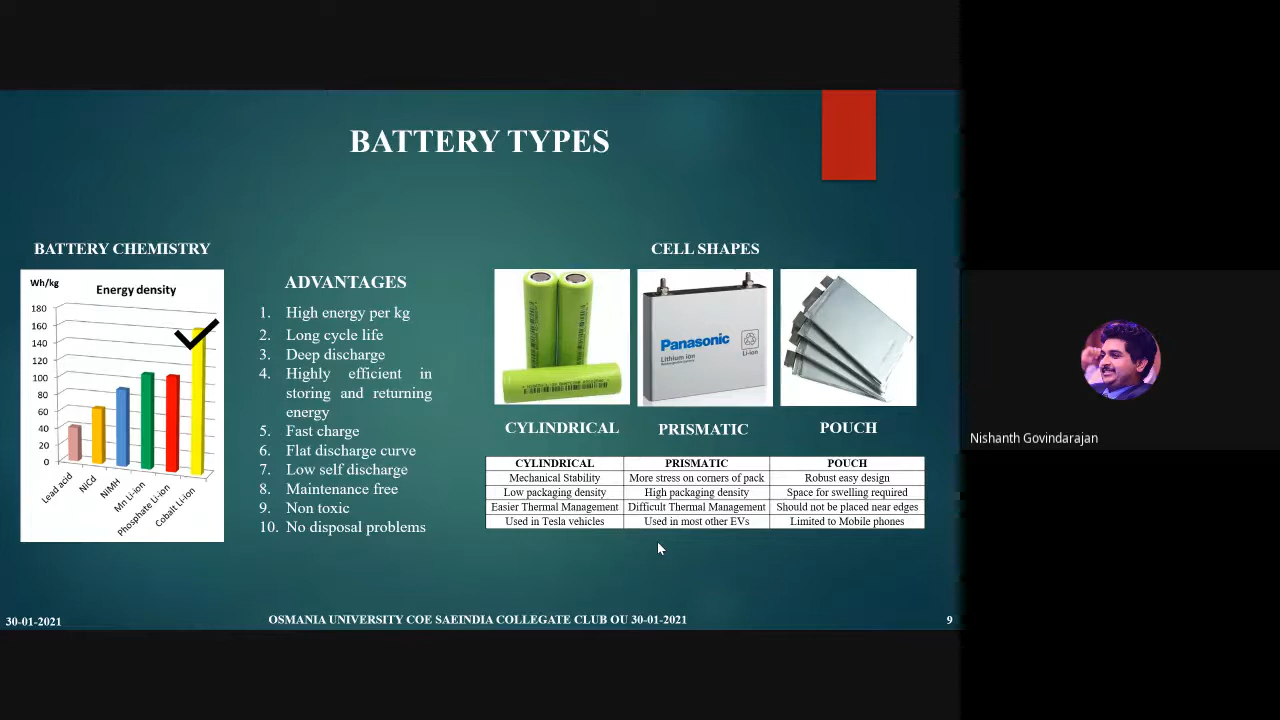 BATTERY TYPES
BATTERY CHEMISTRY
Wh/kg
Energy density
180
160
140
120
100
80
60
40
20
0
Lead acid
NiCd
NiMH
Mn Li-ion
Phosphate Li-ion
Cobalt Li-ion
ADVANTAGES
1. High energy per kg
2. Long cycle life
3. Deep discharge
4. Highly efficient in
storing and returning
energy
5. Fast charge
6. Flat discharge curve
7. Low self discharge
8. Maintenance free
9. Non toxic
10. No disposal problems
CELL SHAPES
Panasonic
Lithium ion
Li-ion
CYLINDRICAL PRISMATIC POUCH
CYLINDRICAL PRISMATIC POUCH
Mechanical Stability More stress on corners of pack Robust easy design
Low packaging density High packaging density Space for swelling required
Easier Thermal Management Difficult Thermal Management Should not be placed near edges
Used in Tesla vehicles Used in most other EVs Limited to Mobile phones
30-01-2021 OSMANIA UNIVERSITY COE SAEINDIA COLLEGATE CLUB OU 30-01-2021 9
Nishanth Govindarajan